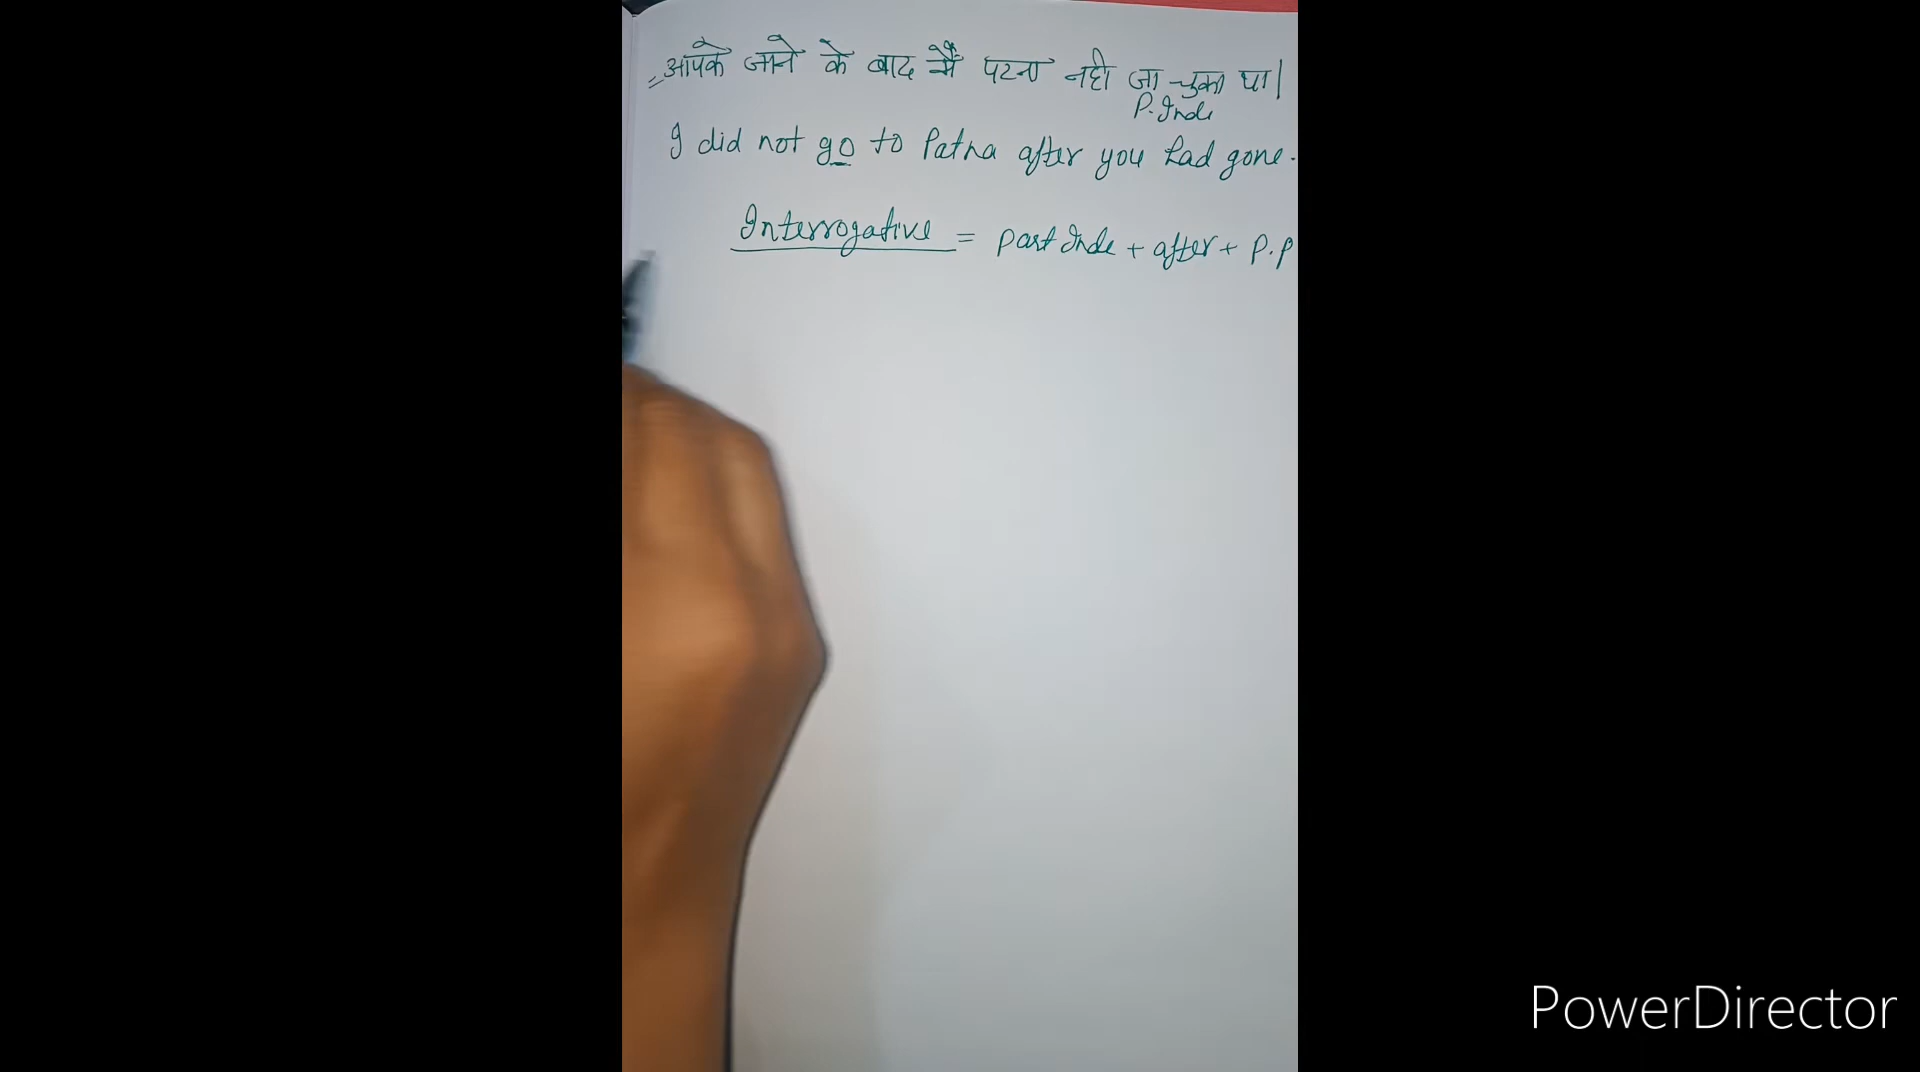 आपके जाने के बाद मैं पटना नही जा चुका था|
P. Inde
I did not go to Patna after you had gone.
Interrogative = Past Inde + after + P.P
PowerDirector